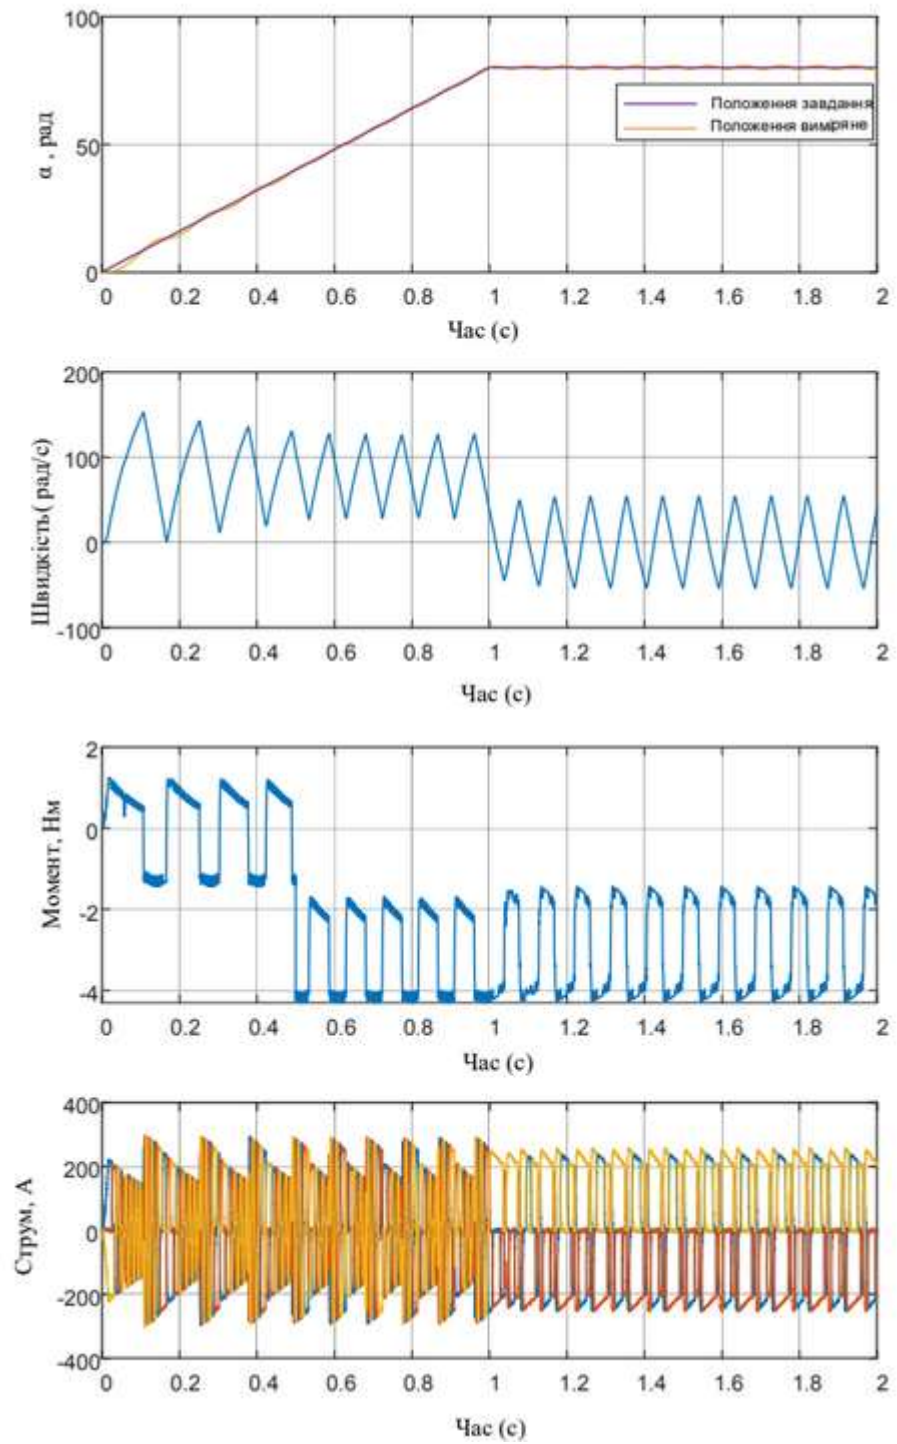 100
50
0
α , рад
Положення завдання
Положення виміряне
0 0.2 0.4 0.6 0.8 1 1.2 1.4 1.6 1.8 2
Час (с)
200
100
0
-100
Швидкість( рад/с)
0 0.2 0.4 0.6 0.8 1 1.2 1.4 1.6 1.8 2
Час (с)
2
0
-2
-4
Момент, Нм
0 0.2 0.4 0.6 0.8 1 1.2 1.4 1.6 1.8 2
Час (с)
400
200
0
-200
-400
Струм, А
0 0.2 0.4 0.6 0.8 1 1.2 1.4 1.6 1.8 2
Час (с)